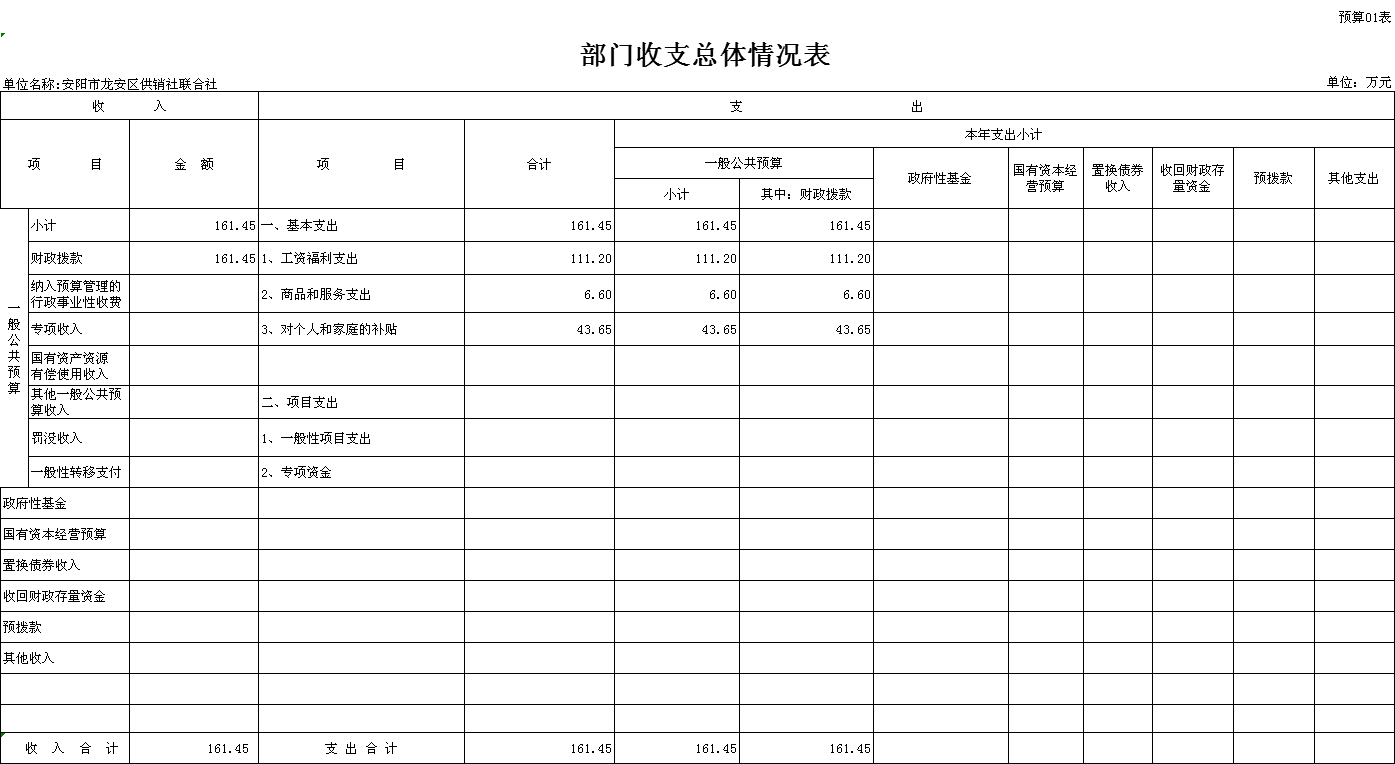 预算01表
部门收支总体情况表
单位名称:安阳市龙安区供销社联合社 单位：万元
收 入 支 出
项 目 金 额 项 目 合计 本年支出小计
一般公共预算 政府性基金 国有资本经 置换债券 收回财政存 预拨款 其他支出
营预算 收入 量资金
小计 其中：财政拨款
一般公共预算
小计 161.45 一、基本支出 161.45 161.45 161.45
财政拨款 161.45 1、工资福利支出 111.20 111.20 111.20
纳入预算管理的
行政事业性收费 2、商品和服务支出 6.60 6.60 6.60
专项收入 3、对个人和家庭的补贴 43.65 43.65 43.65
国有资产资源
有偿使用收入
其他一般公共预
算收入 二、项目支出
罚没收入 1、一般性项目支出
一般性转移支付 2、专项资金
政府性基金
国有资本经营预算
置换债券收入
收回财政存量资金
预拨款
其他收入
收 入 合 计 161.45 支 出 合 计 161.45 161.45 161.45